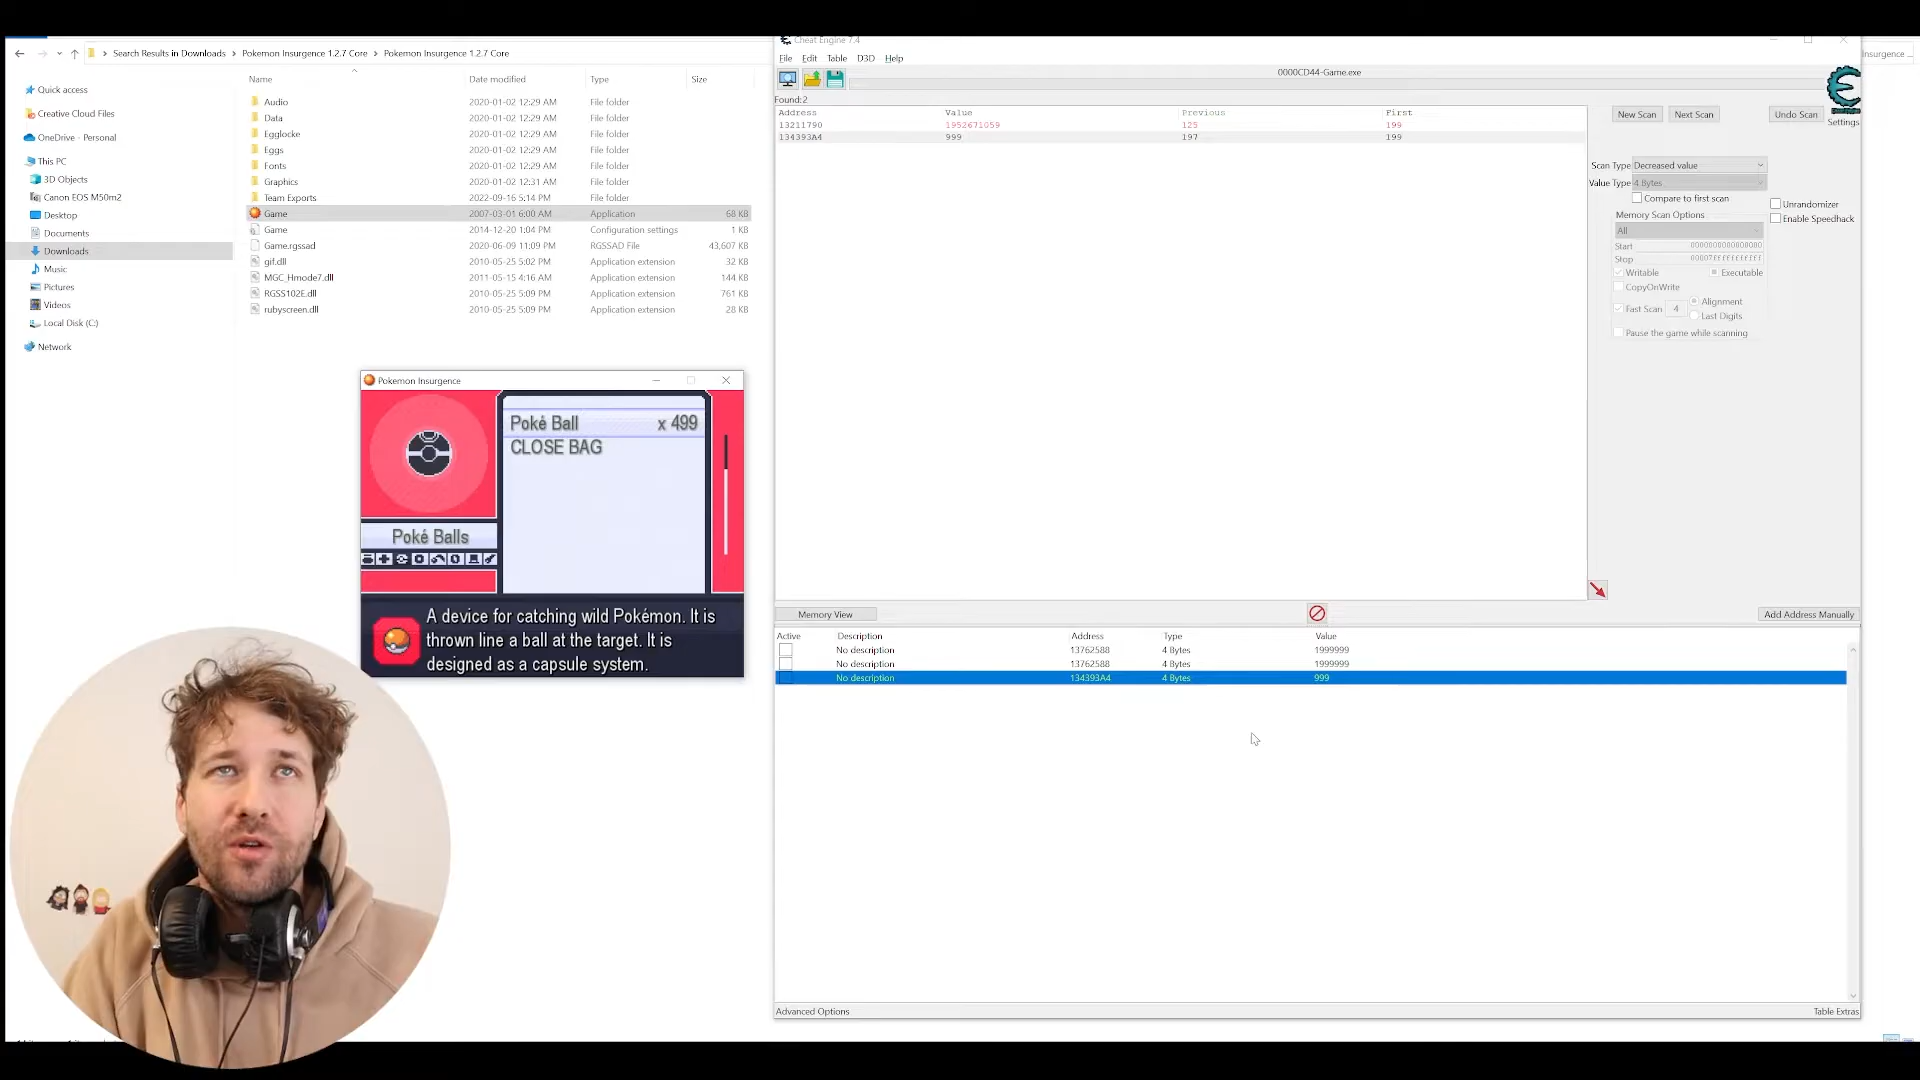 Search Results in Downloads > Pokemon Insurgence 1.2.7 Core > Pokemon Insurgence 1.2.7 Core
Name Date modified Type Size
Quick access
Creative Cloud Files
OneDrive - Personal
This PC
3D Objects
Canon EOS M50m2
Desktop
Documents
Downloads
Music
Pictures
Videos
Local Disk (C:)
Network
Audio 2020-01-02 12:29 AM File folder
Data 2020-01-02 12:29 AM File folder
Egglocke 2020-01-02 12:29 AM File folder
Eggs 2020-01-02 12:29 AM File folder
Fonts 2020-01-02 12:29 AM File folder
Graphics 2020-01-02 12:31 AM File folder
Team Exports 2022-09-16 5:14 PM File folder
Game 2007-03-01 6:00 AM Application 68 KB
Game 2014-12-20 1:04 PM Configuration settings 1 KB
Game.rgssad 2020-06-09 11:09 PM RGSSAD File 43,607 KB
gif.dll 2010-05-25 5:02 PM Application extension 32 KB
MGC_Hmode7.dll 2011-05-15 4:16 AM Application extension 144 KB
RGSS102E.dll 2010-05-25 5:09 PM Application extension 761 KB
rubyscreen.dll 2010-05-25 5:09 PM Application extension 28 KB
Pokemon Insurgence
Poké Ball x 499
CLOSE BAG
Poké Balls
A device for catching wild Pokémon. It is
thrown line a ball at the target. It is
designed as a capsule system.
Cheat Engine 7.4
File Edit Table D3D Help
0000CD44-Game.exe
Found:2
Address Value Previous First
13211790 1952671059 125 199
134393A4 999 197 199
New Scan Next Scan Undo Scan
Settings
Scan Type Decreased value
Value Type 4 Bytes
Compare to first scan
Unrandomizer
Enable Speedhack
Memory Scan Options
All
Start 0000000000000000
Stop 00007fffffffffff
Writable Executable
CopyOnWrite
Fast Scan 4 Alignment
Last Digits
Pause the game while scanning
Memory View
Add Address Manually
Active Description Address Type Value
No description 13762588 4 Bytes 1999999
No description 13762588 4 Bytes 1999999
No description 134393A4 4 Bytes 999
Advanced Options
Table Extras